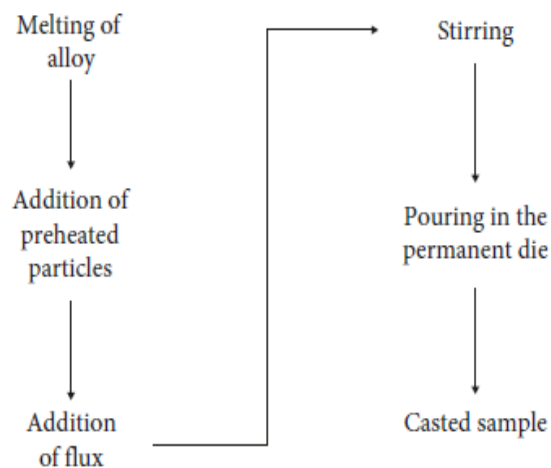 Melting of
alloy
Addition of
preheated
particles
Addition
of flux
Stirring
Pouring in the
permanent die
Casted sample